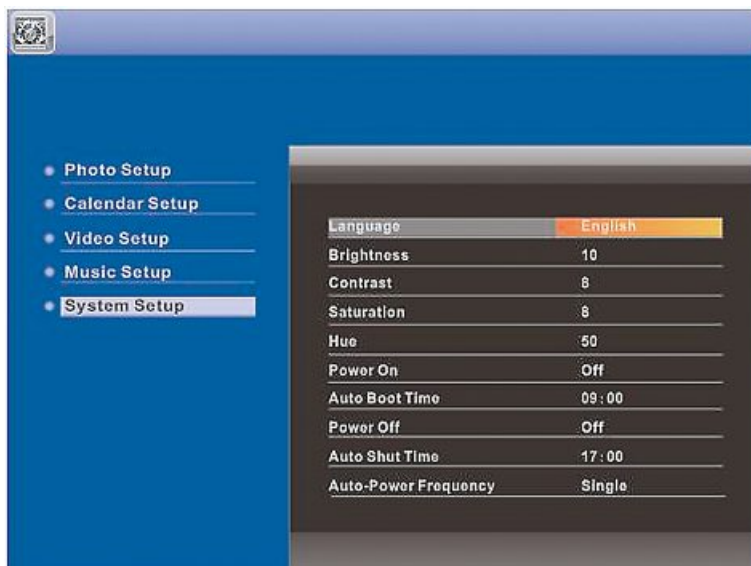 Photo Setup
Calendar Setup
Video Setup
Music Setup
System Setup
Language English
Brightness 10
Contrast 8
Saturation 8
Hue 50
Power On Off
Auto Boot Time 09:00
Power Off Off
Auto Shut Time 17:00
Auto-Power Frequency Single